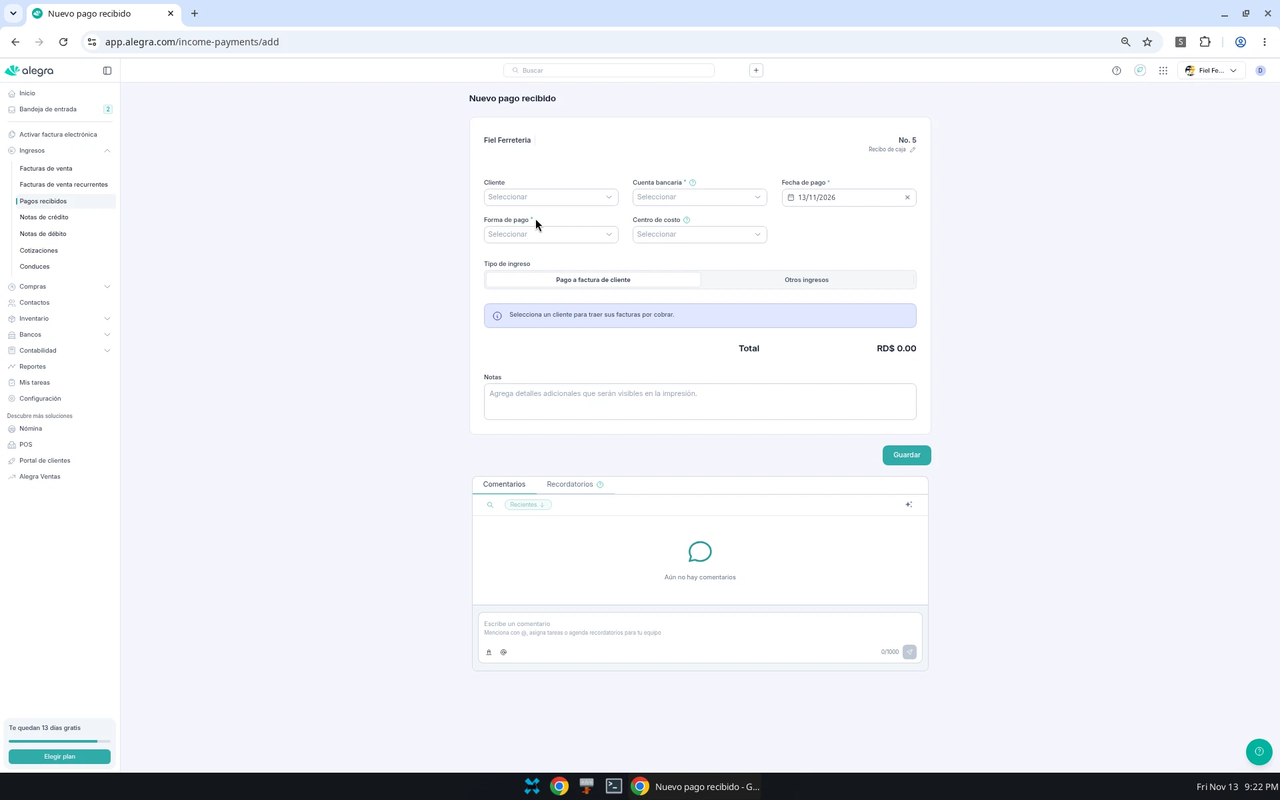 Nuevo pago recibido
app.alegra.com/income-payments/add
alegra
Buscar
Fiel Fe...
D
Inicio
Bandeja de entrada 2
Activar factura electrónica
Ingresos
Facturas de venta
Facturas de venta recurrentes
Pagos recibidos
Notas de crédito
Notas de débito
Cotizaciones
Conduces
Compras
Contactos
Inventario
Bancos
Contabilidad
Reportes
Mis tareas
Configuración
Descubre más soluciones
Nómina
POS
Portal de clientes
Alegra Ventas
Te quedan 13 días gratis
Elegir plan
Nuevo pago recibido
Fiel Ferreteria
No. 5
Recibo de caja
Cliente
Cuenta bancaria *
Fecha de pago *
Seleccionar
Seleccionar
13/11/2026
Forma de pago *
Centro de costo
Seleccionar
Seleccionar
Tipo de ingreso
Pago a factura de cliente
Otros ingresos
Selecciona un cliente para traer sus facturas por cobrar.
Total
RD$ 0.00
Notas
Agrega detalles adicionales que serán visibles en la impresión.
Guardar
Comentarios
Recordatorios
Recientes ↓
Aún no hay comentarios
Escribe un comentario
Menciona con @, asigna tareas o agenda recordatorios para tu equipo
0/1000
Nuevo pago recibido - G...
Fri Nov 13 9:22 PM